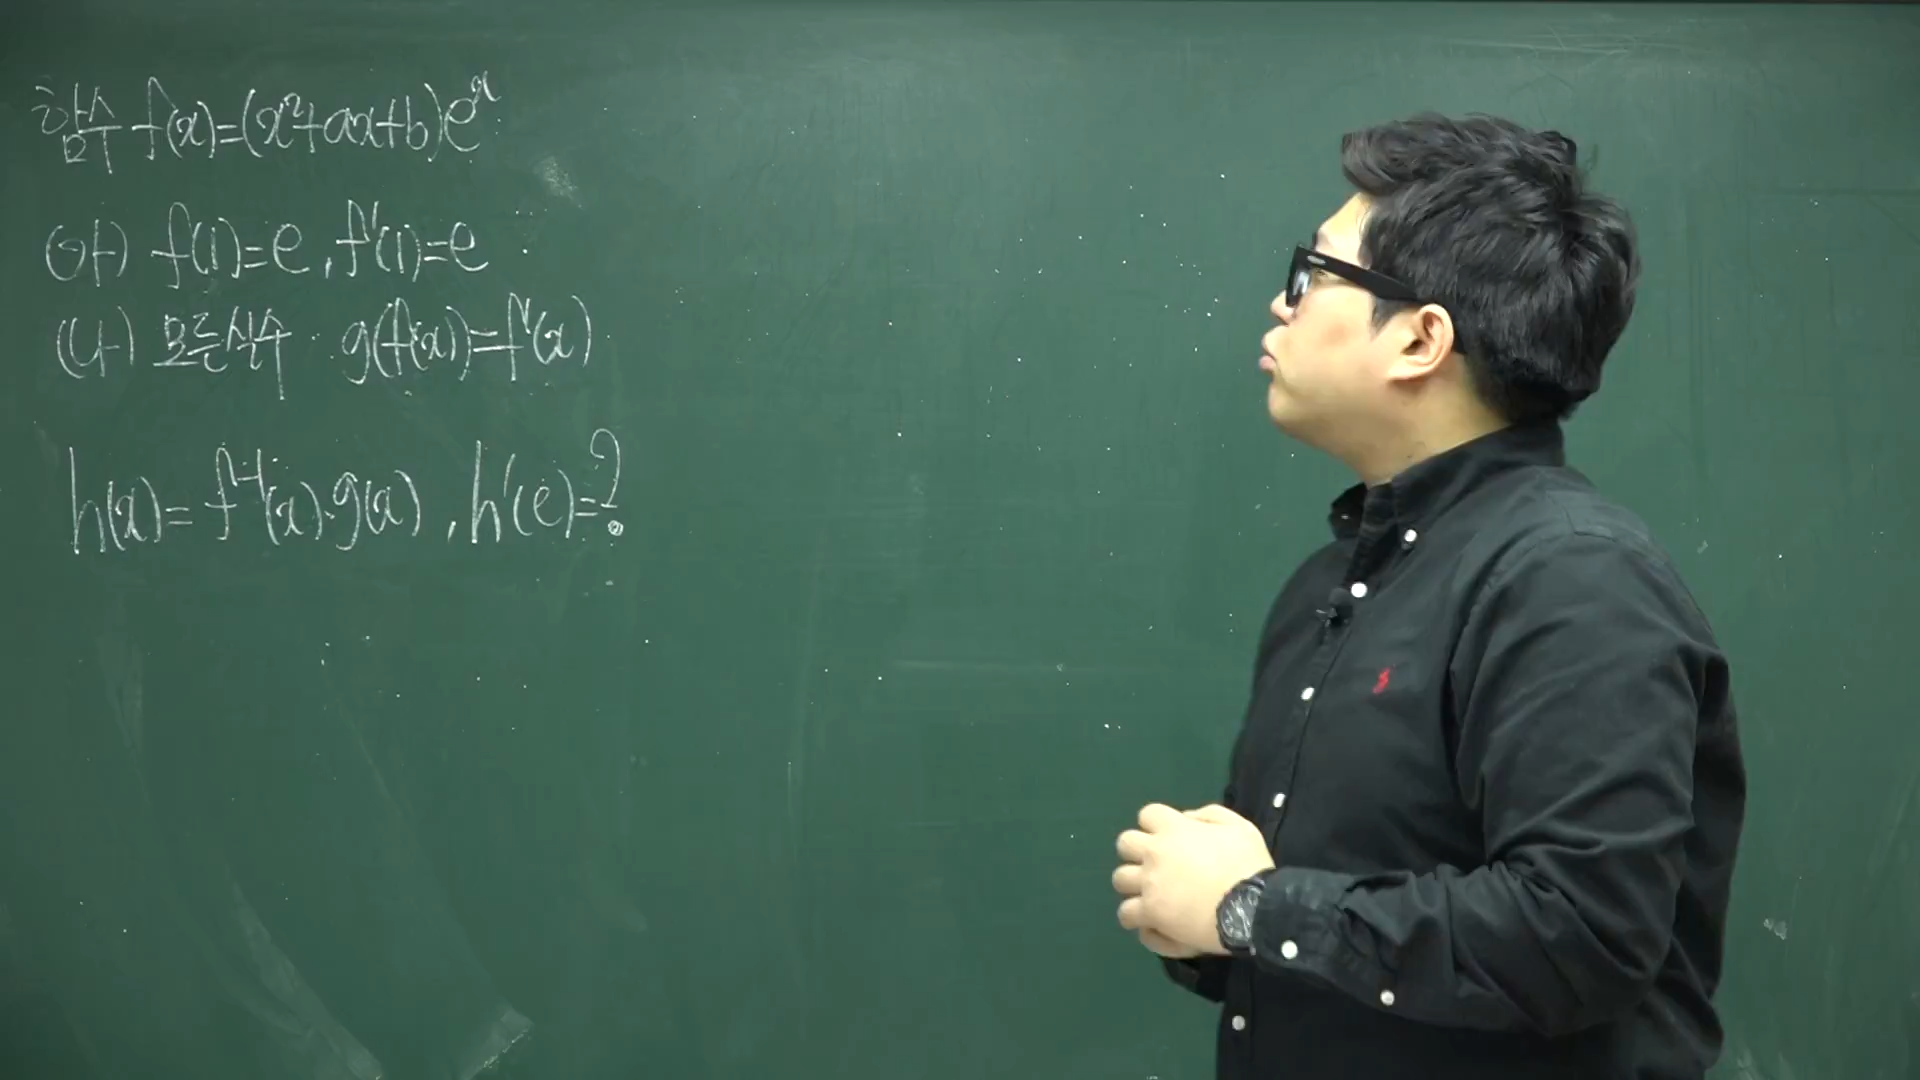 함수 f(x)=(x²+ax+b)eˣ
(가) f(1)=e, f'(1)=e
(나) 모든실수 g(f(x))=f'(x)
h(x)=f⁻¹(x)g(x), h'(e)=?